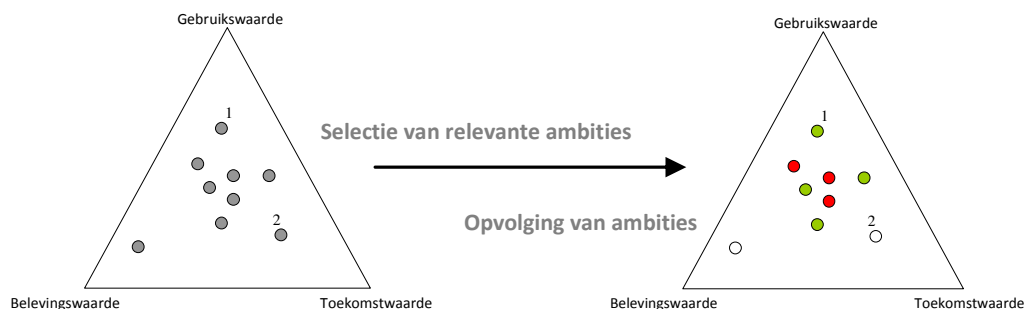 Gebruikswaarde
1
2
Belevingswaarde
Toekomstwaarde
Selectie van relevante ambities
Opvolging van ambities
Gebruikswaarde
1
2
Belevingswaarde
Toekomstwaarde